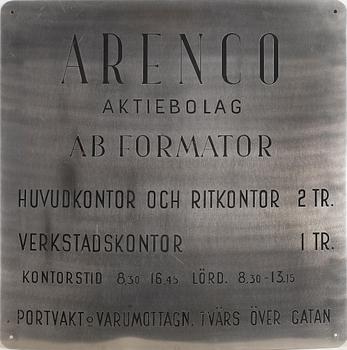 ARENCO
AKTIEBOLAG
AB FORMATOR
HUVUDKONTOR OCH RITKONTOR 2 TR.
VERKSTADSKONTOR 1 TR.
KONTORSTID 8.30-16.45 LÖRD. 8.30-13.15
PORTVAKT o VARUMOTTAGN. TVÄRS ÖVER GATAN